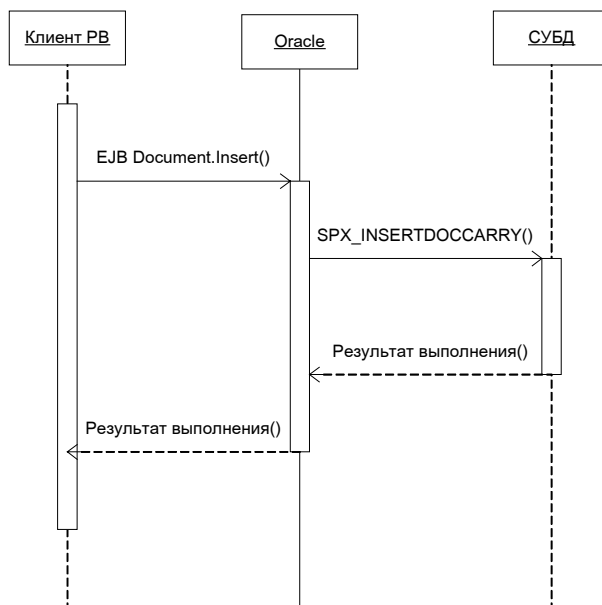 Клиент РВ
Oracle
СУБД
EJB Document.Insert()
SPX_INSERTDOCCARRY()
Результат выполнения()
Результат выполнения()